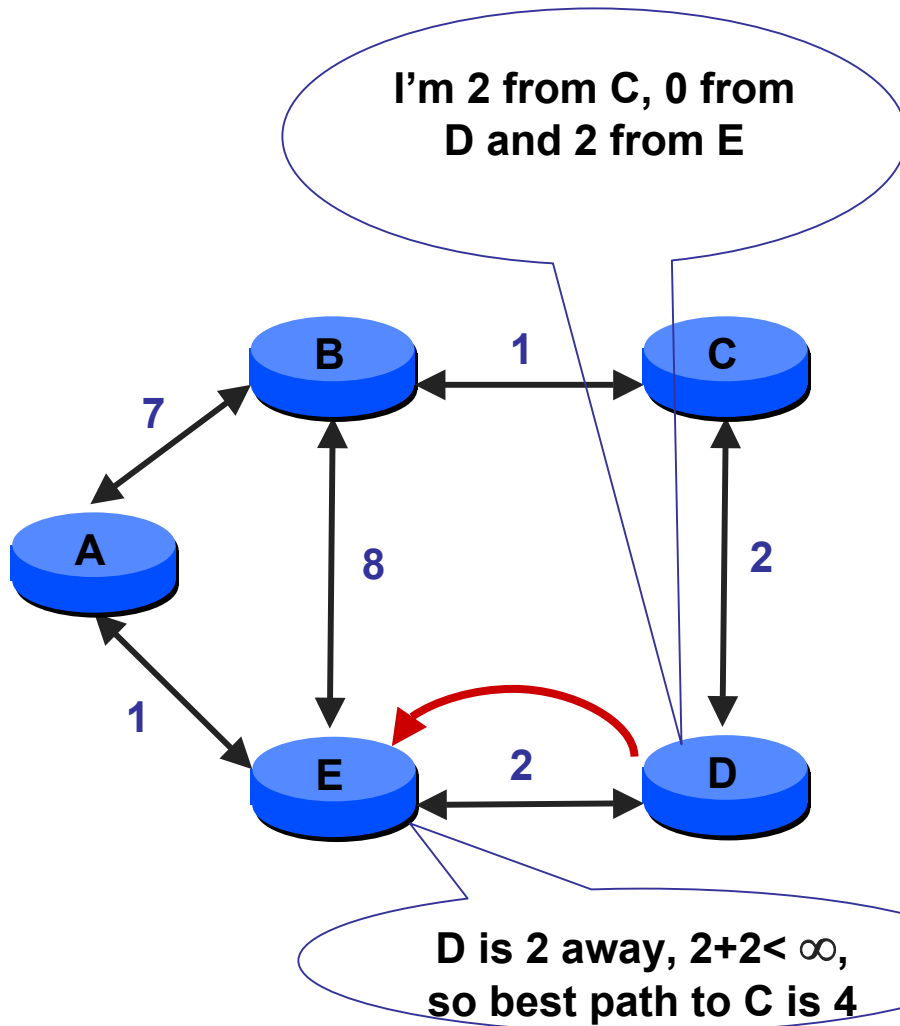 I’m 2 from C, 0 from
D and 2 from E
B
1
C
7
A
8
2
1
E
2
D
D is 2 away, 2+2< ∞,
so best path to C is 4